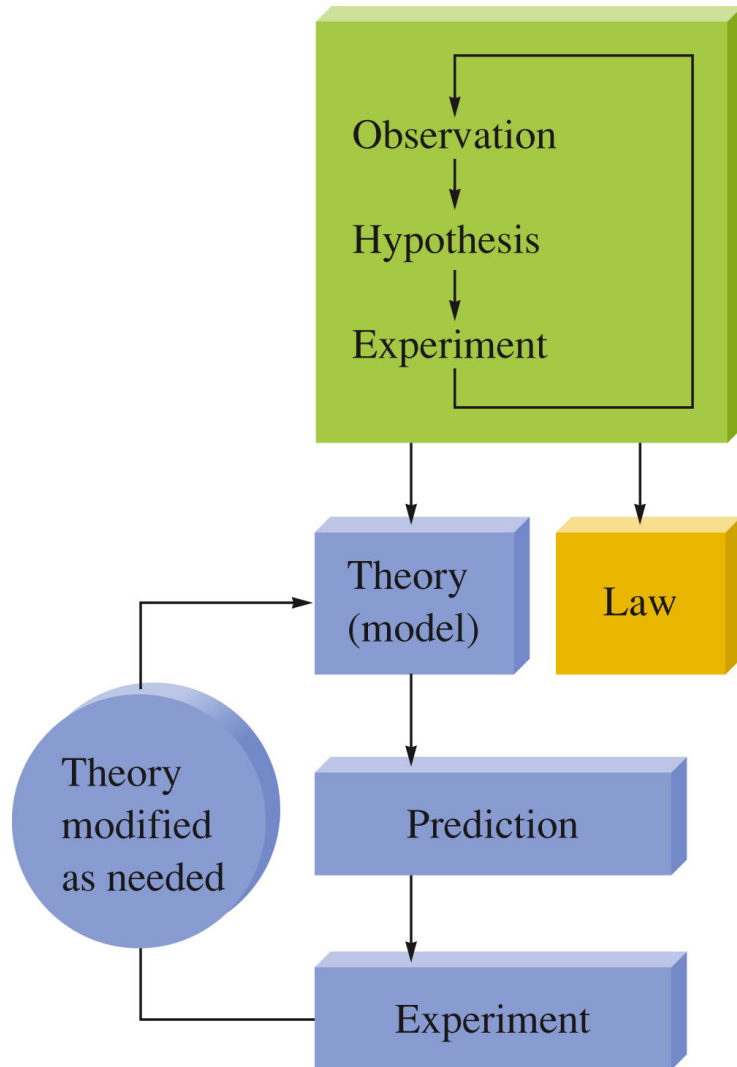 Observation
Hypothesis
Experiment
Theory
(model)
Law
Theory
modified
as needed
Prediction
Experiment